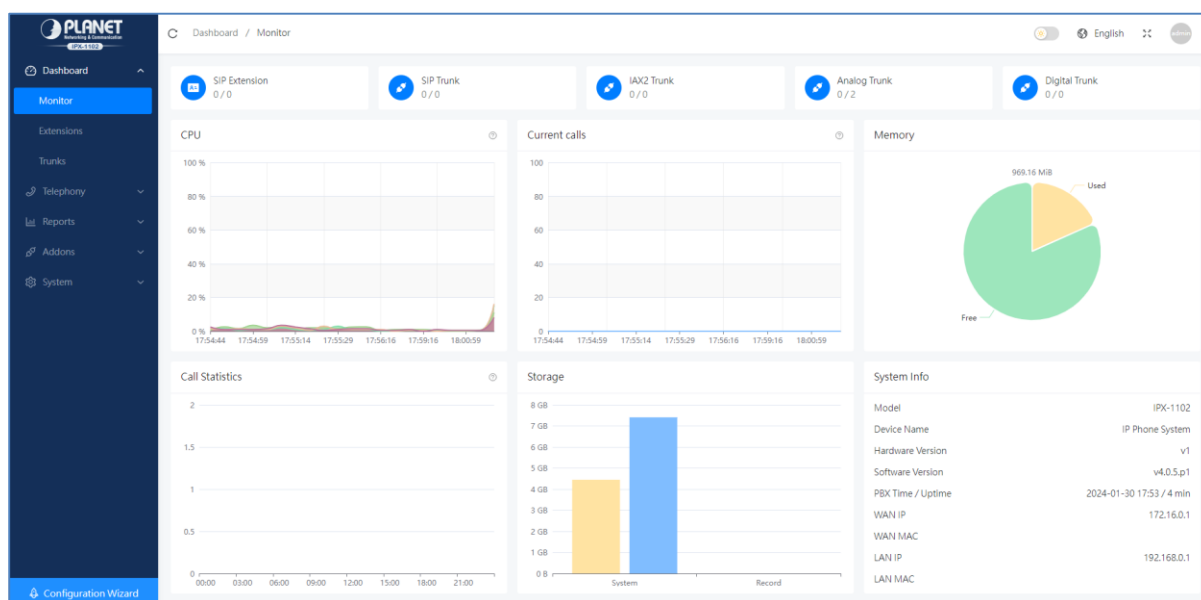 PLANET
Networking & Communication
IPX-1102
Dashboard
Monitor
Extensions
Trunks
Telephony
Reports
Addons
System
Configuration Wizard
Dashboard / Monitor
English
admin
SIP Extension
0 / 0
SIP Trunk
0 / 0
IAX2 Trunk
0 / 0
Analog Trunk
0 / 2
Digital Trunk
0 / 0
CPU
100 %
80 %
60 %
40 %
20 %
0 %
17:54:44 17:54:59 17:55:14 17:55:29 17:56:16 17:59:16 18:00:59
Current calls
100
80
60
40
20
0
17:54:44 17:54:59 17:55:14 17:55:29 17:56:16 17:59:16 18:00:59
Memory
969.16 MiB
Used
Free
Call Statistics
2
1.5
1
0.5
0
00:00 03:00 06:00 09:00 12:00 15:00 18:00 21:00
Storage
8 GB
7 GB
6 GB
5 GB
4 GB
3 GB
2 GB
1 GB
0 B
System Record
System Info
Model IPX-1102
Device Name IP Phone System
Hardware Version v1
Software Version v4.0.5.p1
PBX Time / Uptime 2024-01-30 17:53 / 4 min
WAN IP 172.16.0.1
WAN MAC
LAN IP 192.168.0.1
LAN MAC